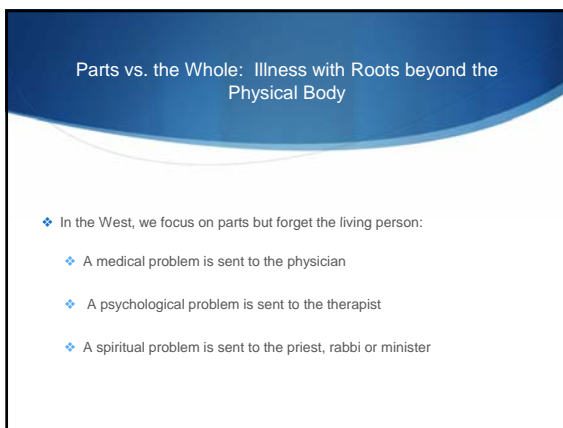 Parts vs. the Whole: Illness with Roots beyond the
Physical Body
In the West, we focus on parts but forget the living person:
A medical problem is sent to the physician
A psychological problem is sent to the therapist
A spiritual problem is sent to the priest, rabbi or minister